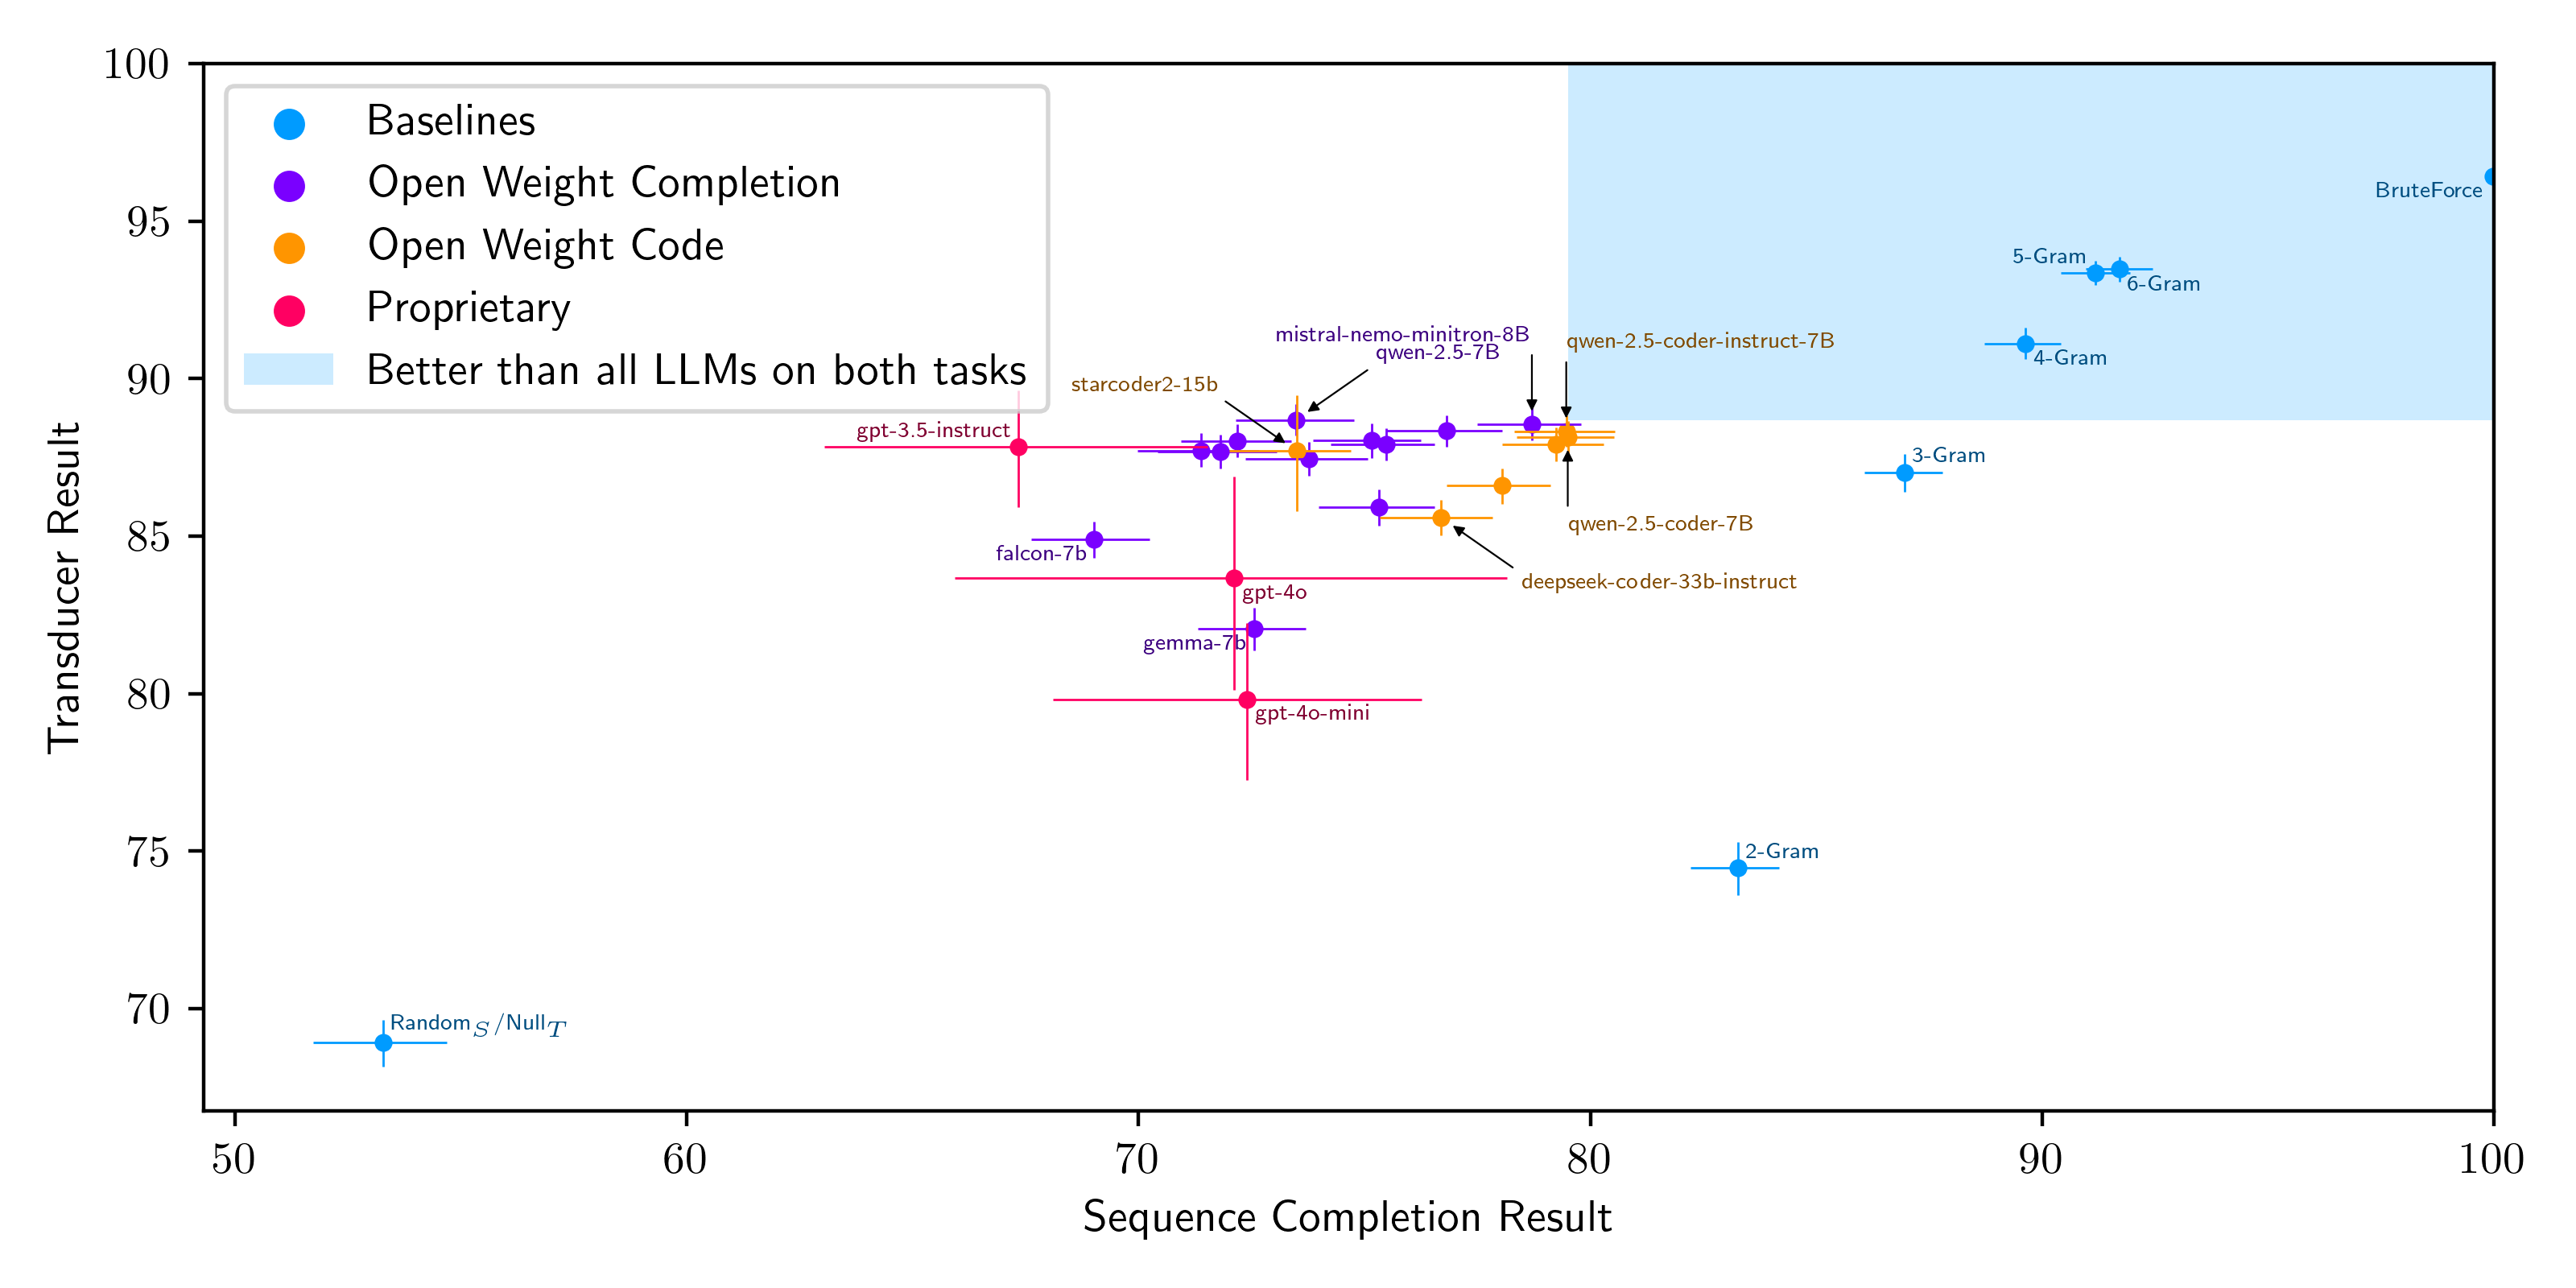 100
95
90
85
80
75
70
Transducer Result
Baselines
Open Weight Completion
Open Weight Code
Proprietary
Better than all LLMs on both tasks
BruteForce
5-Gram
6-Gram
4-Gram
mistral-nemo-minitron-8B
qwen-2.5-7B
qwen-2.5-coder-instruct-7B
starcoder2-15b
gpt-3.5-instruct
3-Gram
qwen-2.5-coder-7B
falcon-7b
deepseek-coder-33b-instruct
gpt-4o
gemma-7b
gpt-4o-mini
2-Gram
Random_S/Null_T
50 60 70 80 90 100
Sequence Completion Result